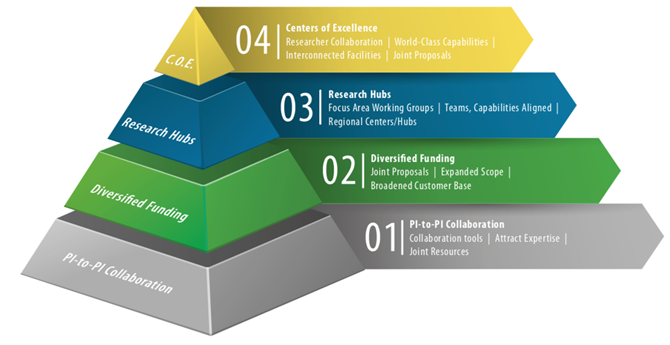 C.O.E.
04
Centers of Excellence
Researcher Collaboration | World-Class Capabilities |
Interconnected Facilities | Joint Proposals
Research Hubs
03
Research Hubs
Focus Area Working Groups | Teams, Capabilities Aligned |
Regional Centers/Hubs
Diversified Funding
02
Diversified Funding
Joint Proposals | Expanded Scope |
Broadened Customer Base
PI-to-PI Collaboration
01
PI-to-PI Collaboration
Collaboration tools | Attract Expertise |
Joint Resources